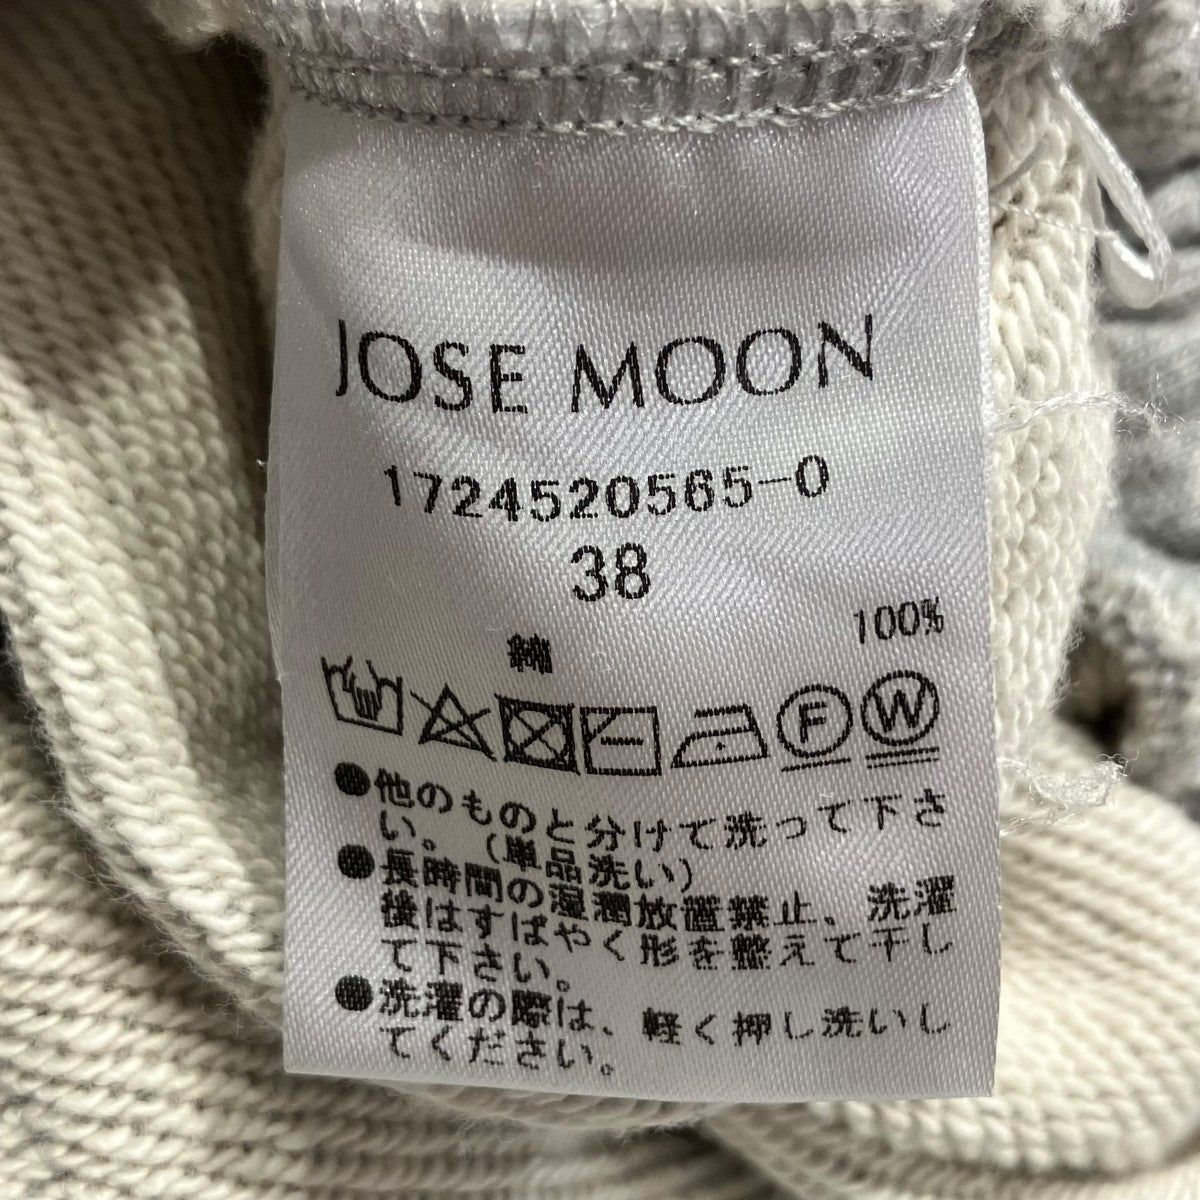 JOSE MOON
1724520565-0
38
100%
F W
●他のものと分けて洗って下さ
い。(単品洗い)
●長時間の湿潤放置禁止、洗濯
後はすばやく形を整えて干し
て下さい。
●洗濯の際は、軽く押し洗いし
てください。